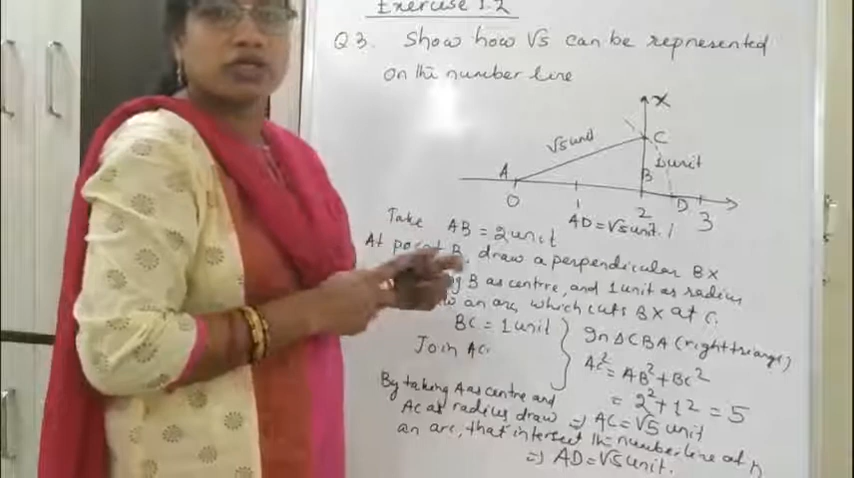 Exercise 1.2
Q3. Show how √5 can be represented
on the number line
X
C
√5 unit
1 unit
A
B
D
0
1
2
3
AD = √5 unit.
Take AB = 2 unit
At point B, draw a perpendicular BX
B as centre, and 1 unit as radius
an arc, which cuts BX at C.
BC = 1 unit
Join AC.
In △CBA (right triangle)
AC² = AB² + BC²
= 2² + 1² = 5
⇒ AC = √5 unit
By taking A as centre and
AC as radius draw
an arc, that intersect the number line at D
⇒ AD = √5 unit.